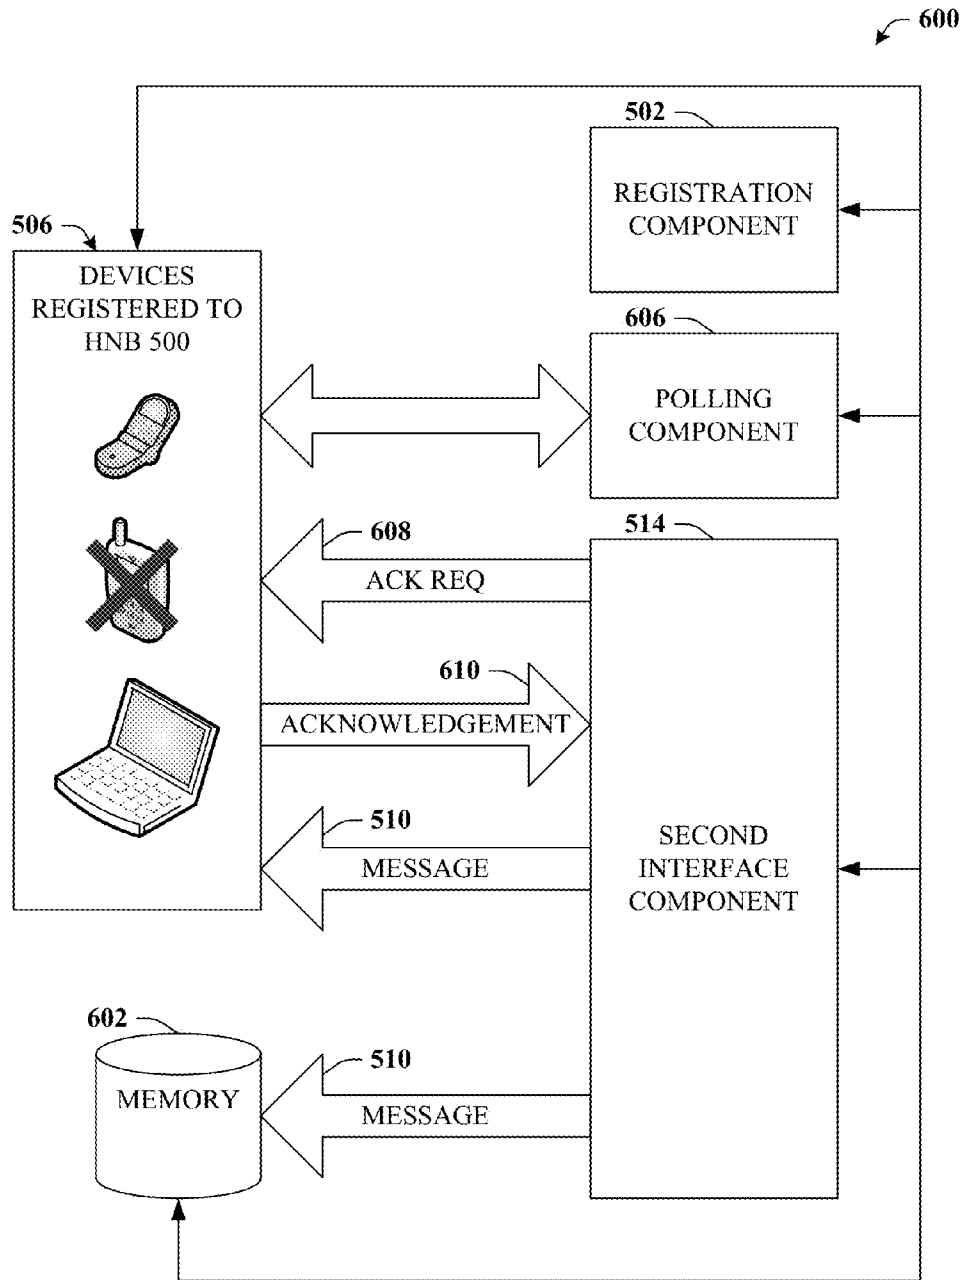 600
502
REGISTRATION
COMPONENT
506
DEVICES
REGISTERED TO
HNB 500
606
POLLING
COMPONENT
514
608
ACK REQ
610
ACKNOWLEDGEMENT
510
MESSAGE
SECOND
INTERFACE
COMPONENT
602
MEMORY
510
MESSAGE